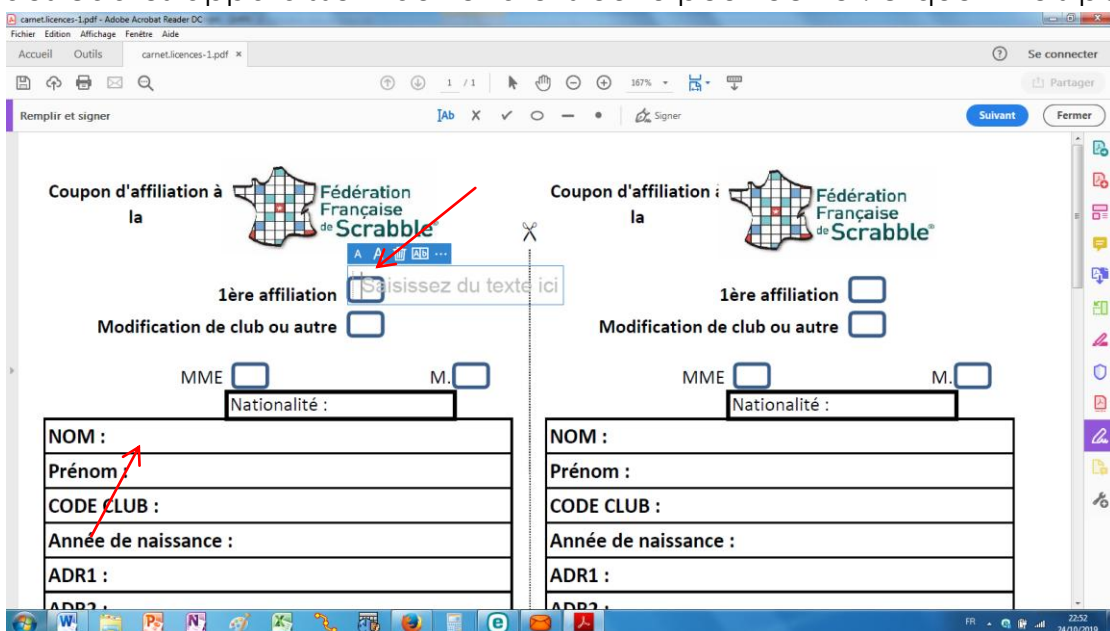 carnet.licences-1.pdf - Adobe Acrobat Reader DC
Fichier Edition Affichage Fenêtre Aide
Accueil Outils carnet.licences-1.pdf × Se connecter
1 / 1 167% Partager
Remplir et signer IAb X Signer Suivant Fermer
Coupon d'affiliation à la
Fédération
Française
de Scrabble®
Coupon d'affiliation à la
Fédération
Française
de Scrabble®
A A Ab ...
Saisissez du texte ici
1ère affiliation 1ère affiliation
Modification de club ou autre Modification de club ou autre
MME M. MME M.
Nationalité : Nationalité :
NOM : NOM :
Prénom : Prénom :
CODE CLUB : CODE CLUB :
Année de naissance : Année de naissance :
ADR1 : ADR1 :
ADR2 : ADR2 :
FR 22:52
24/10/2019